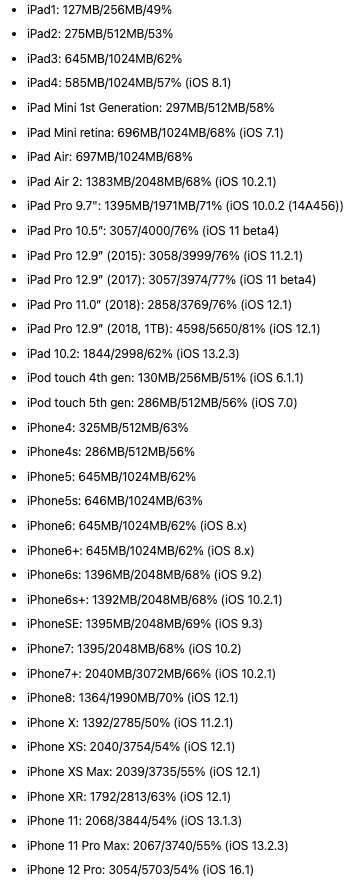 • iPad1: 127MB/256MB/49%
• iPad2: 275MB/512MB/53%
• iPad3: 645MB/1024MB/62%
• iPad4: 585MB/1024MB/57% (iOS 8.1)
• iPad Mini 1st Generation: 297MB/512MB/58%
• iPad Mini retina: 696MB/1024MB/68% (iOS 7.1)
• iPad Air: 697MB/1024MB/68%
• iPad Air 2: 1383MB/2048MB/68% (iOS 10.2.1)
• iPad Pro 9.7": 1395MB/1971MB/71% (iOS 10.0.2 (14A456))
• iPad Pro 10.5”: 3057/4000/76% (iOS 11 beta4)
• iPad Pro 12.9” (2015): 3058/3999/76% (iOS 11.2.1)
• iPad Pro 12.9” (2017): 3057/3974/77% (iOS 11 beta4)
• iPad Pro 11.0” (2018): 2858/3769/76% (iOS 12.1)
• iPad Pro 12.9” (2018, 1TB): 4598/5650/81% (iOS 12.1)
• iPad 10.2: 1844/2998/62% (iOS 13.2.3)
• iPod touch 4th gen: 130MB/256MB/51% (iOS 6.1.1)
• iPod touch 5th gen: 286MB/512MB/56% (iOS 7.0)
• iPhone4: 325MB/512MB/63%
• iPhone4s: 286MB/512MB/56%
• iPhone5: 645MB/1024MB/62%
• iPhone5s: 646MB/1024MB/63%
• iPhone6: 645MB/1024MB/62% (iOS 8.x)
• iPhone6+: 645MB/1024MB/62% (iOS 8.x)
• iPhone6s: 1396MB/2048MB/68% (iOS 9.2)
• iPhone6s+: 1392MB/2048MB/68% (iOS 10.2.1)
• iPhoneSE: 1395MB/2048MB/69% (iOS 9.3)
• iPhone7: 1395/2048MB/68% (iOS 10.2)
• iPhone7+: 2040MB/3072MB/66% (iOS 10.2.1)
• iPhone8: 1364/1990MB/70% (iOS 12.1)
• iPhone X: 1392/2785/50% (iOS 11.2.1)
• iPhone XS: 2040/3754/54% (iOS 12.1)
• iPhone XS Max: 2039/3735/55% (iOS 12.1)
• iPhone XR: 1792/2813/63% (iOS 12.1)
• iPhone 11: 2068/3844/54% (iOS 13.1.3)
• iPhone 11 Pro Max: 2067/3740/55% (iOS 13.2.3)
• iPhone 12 Pro: 3054/5703/54% (iOS 16.1)